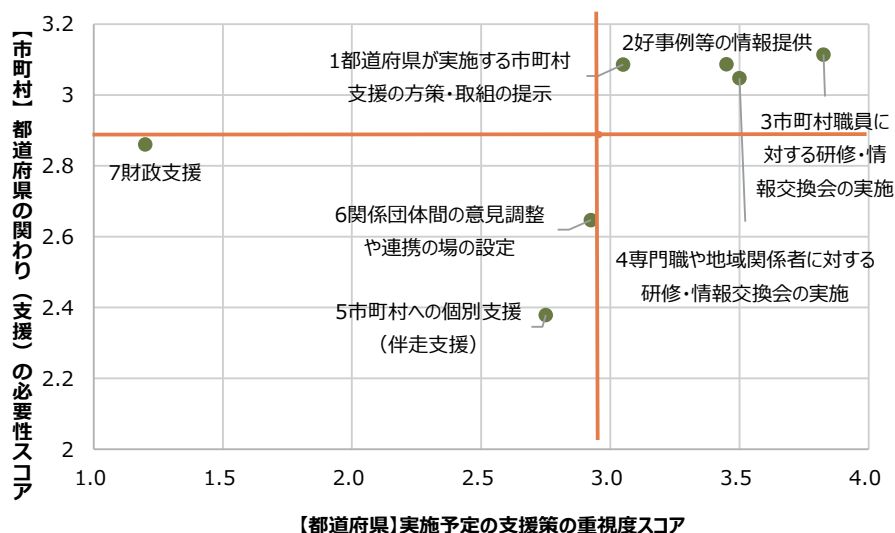 【市町村】都道府県の関わり（支援）の必要性スコア
3.2
3
2.8
2.6
2.4
2.2
2
1都道府県が実施する市町村
支援の方策・取組の提示
2好事例等の情報提供
3市町村職員に
対する研修・情
報交換会の実施
7財政支援
6関係団体間の意見調整
や連携の場の設定
4専門職や地域関係者に対する
研修・情報交換会の実施
5市町村への個別支援
（伴走支援）
1.0
1.5
2.0
2.5
3.0
3.5
4.0
【都道府県】実施予定の支援策の重視度スコア